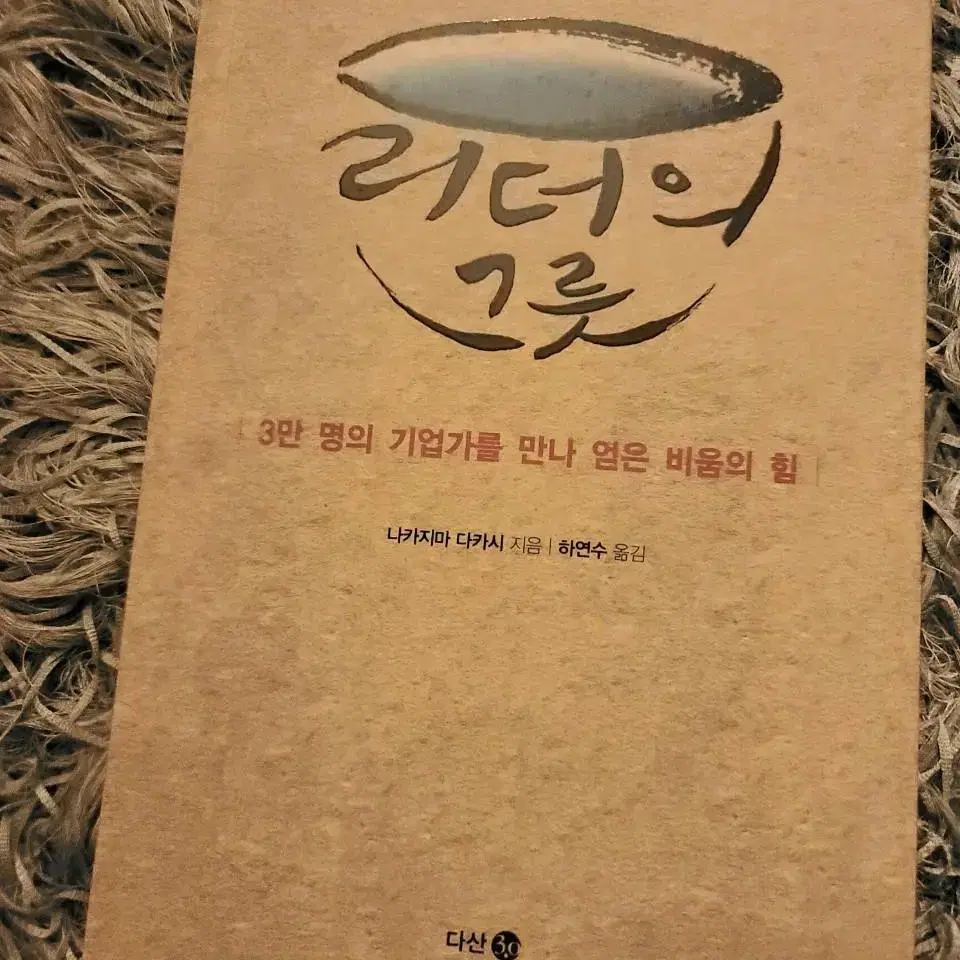 리더의
그릇
3만 명의 기업가를 만나 얻은 비움의 힘
나카지마 다카시 지음 | 하연수 옮김
다산 3.0